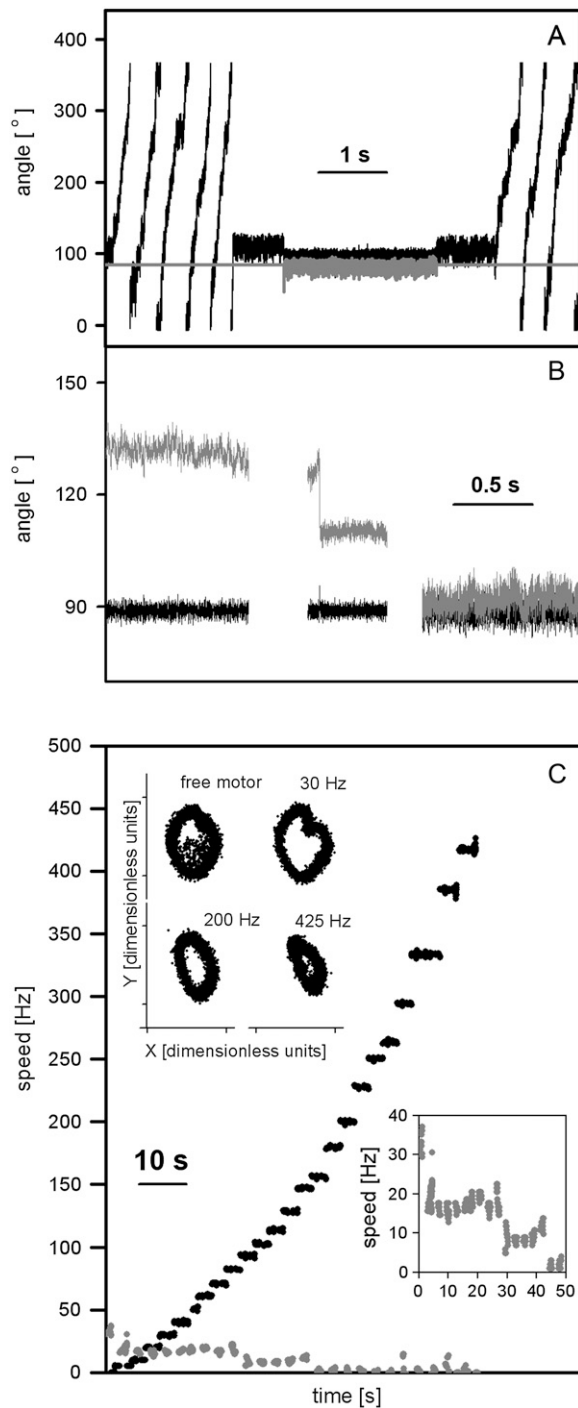 A
400
300
200
100
0
angle [ ° ]
1 s
B
150
120
90
angle [ ° ]
0.5 s
C
500
450
400
350
300
250
200
150
100
50
0
speed [Hz]
free motor
30 Hz
200 Hz
425 Hz
Y [dimensionless units]
X [dimensionless units]
10 s
40
30
20
10
0
speed [Hz]
0 10 20 30 40 50
time [s]